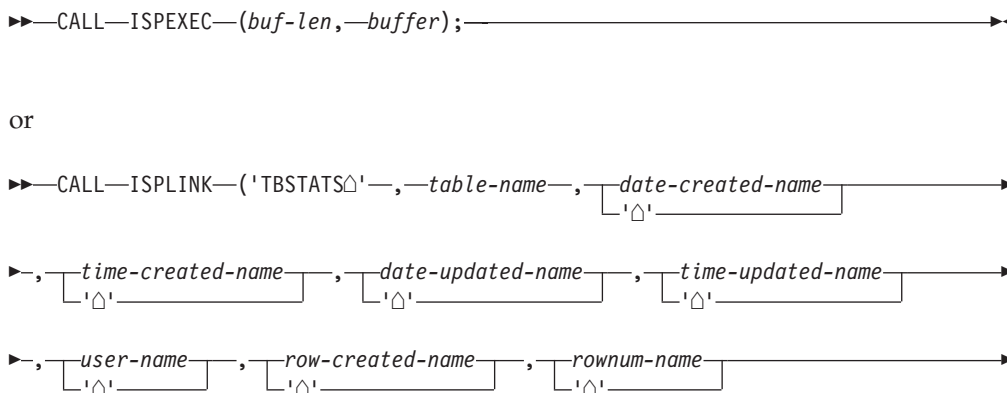 ►►—CALL—ISPEXEC—(buf-len,—buffer);—►◄
or
►►—CALL—ISPLINK—('TBSTATS⌂'—,—table-name—,—date-created-name—►
'⌂'
►—,—time-created-name—,—date-updated-name—,—time-updated-name—►
'⌂' '⌂' '⌂'
►—,—user-name—,—row-created-name—,—rownum-name—►
'⌂' '⌂' '⌂'